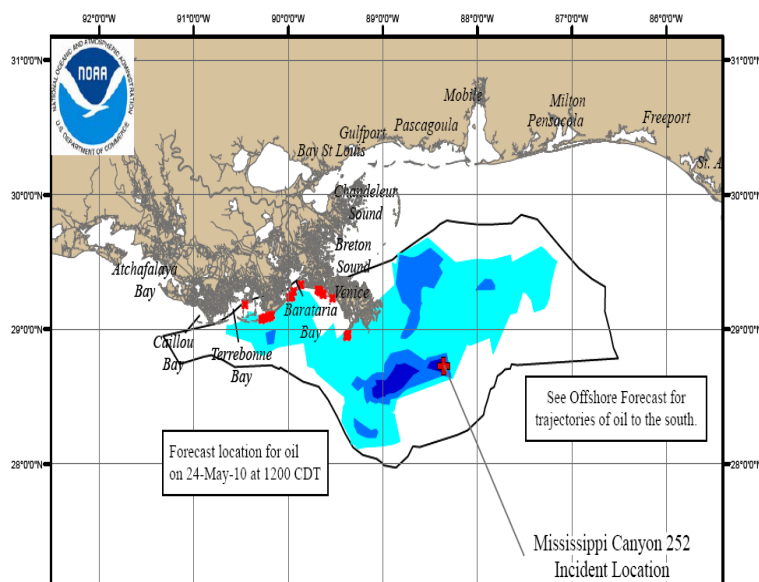 92°0'0"W 91°0'0"W 90°0'0"W 89°0'0"W 88°0'0"W 87°0'0"W 86°0'0"W
NATIONAL OCEANIC AND ATMOSPHERIC ADMINISTRATION
NOAA
U.S. DEPARTMENT OF COMMERCE
31°0'0"N 31°0'0"N
Mobile
Milton
Pensacola
Freeport
Pascagoula
Gulfport
Bay St Louis
St. A
30°0'0"N 30°0'0"N
Chandeleur
Sound
Breton
Sound
Atchafalaya
Bay
Venice
Barataria
Bay
29°0'0"N 29°0'0"N
Caillou
Bay
Terrebonne
Bay
See Offshore Forecast for
trajectories of oil to the south.
Forecast location for oil
on 24-May-10 at 1200 CDT
28°0'0"N 28°0'0"N
Mississippi Canyon 252
Incident Location